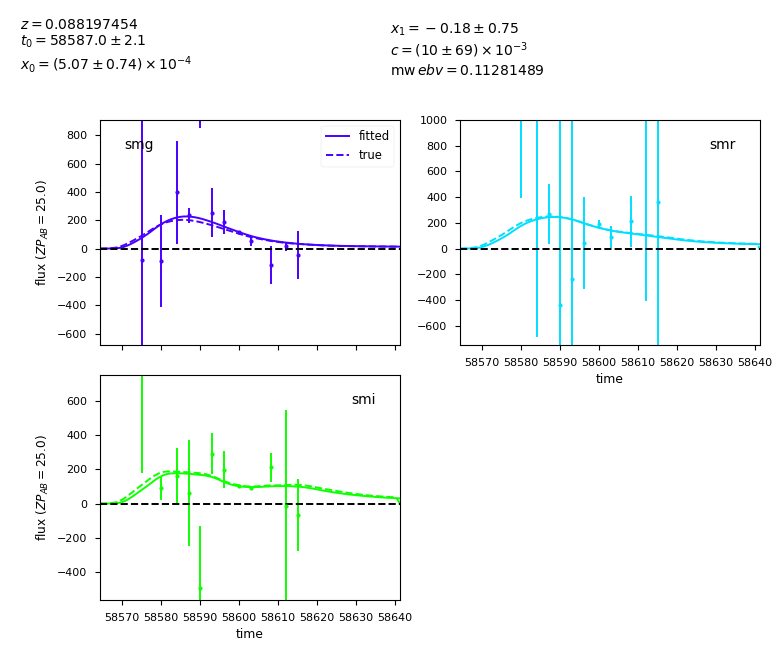 z = 0.088197454
t₀ = 58587.0 ± 2.1
x₀ = (5.07 ± 0.74) × 10⁻⁴
x₁ = −0.18 ± 0.75
c = (10 ± 69) × 10⁻³
mw ebv = 0.11281489
smg
fitted
true
800
600
400
200
0
−200
−400
−600
flux (ZP_AB = 25.0)
smr
1000
800
600
400
200
0
−200
−400
−600
58570 58580 58590 58600 58610 58620 58630 58640
time
smi
600
400
200
0
−200
−400
flux (ZP_AB = 25.0)
58570 58580 58590 58600 58610 58620 58630 58640
time